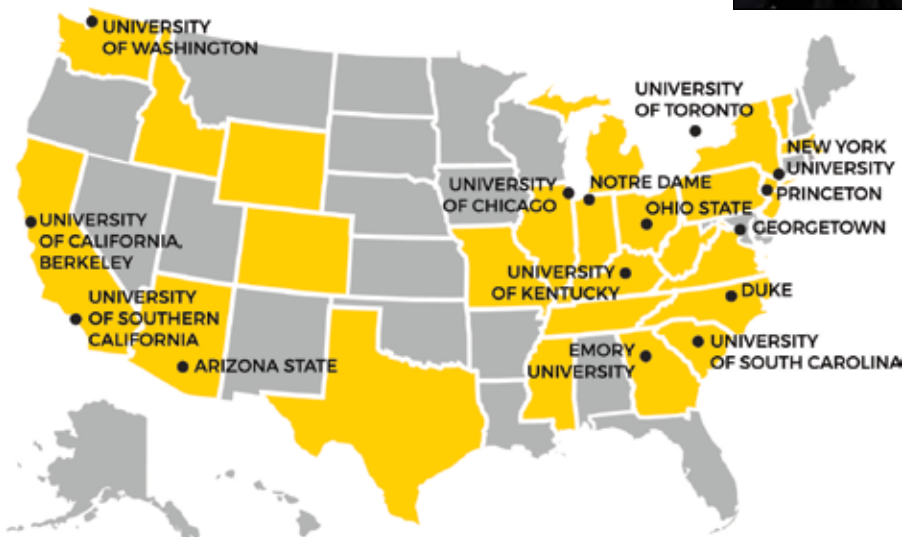 UNIVERSITY
OF WASHINGTON
UNIVERSITY
OF TORONTO
NEW YORK
UNIVERSITY
PRINCETON
GEORGETOWN
UNIVERSITY
OF CHICAGO
NOTRE DAME
OHIO STATE
UNIVERSITY
OF CALIFORNIA,
BERKELEY
UNIVERSITY
OF KENTUCKY
DUKE
UNIVERSITY
OF SOUTHERN
CALIFORNIA
ARIZONA STATE
EMORY
UNIVERSITY
UNIVERSITY
OF SOUTH CAROLINA